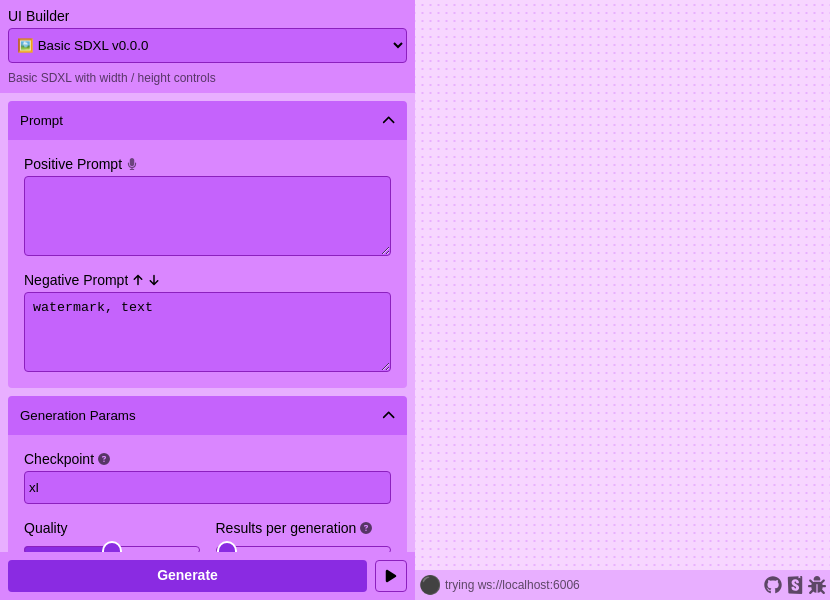 UI Builder
🖼️ Basic SDXL v0.0.0
Basic SDXL with width / height controls
Prompt
Positive Prompt
Negative Prompt
watermark, text
Generation Params
Checkpoint
xl
Quality
Results per generation
Generate
trying ws://localhost:6006